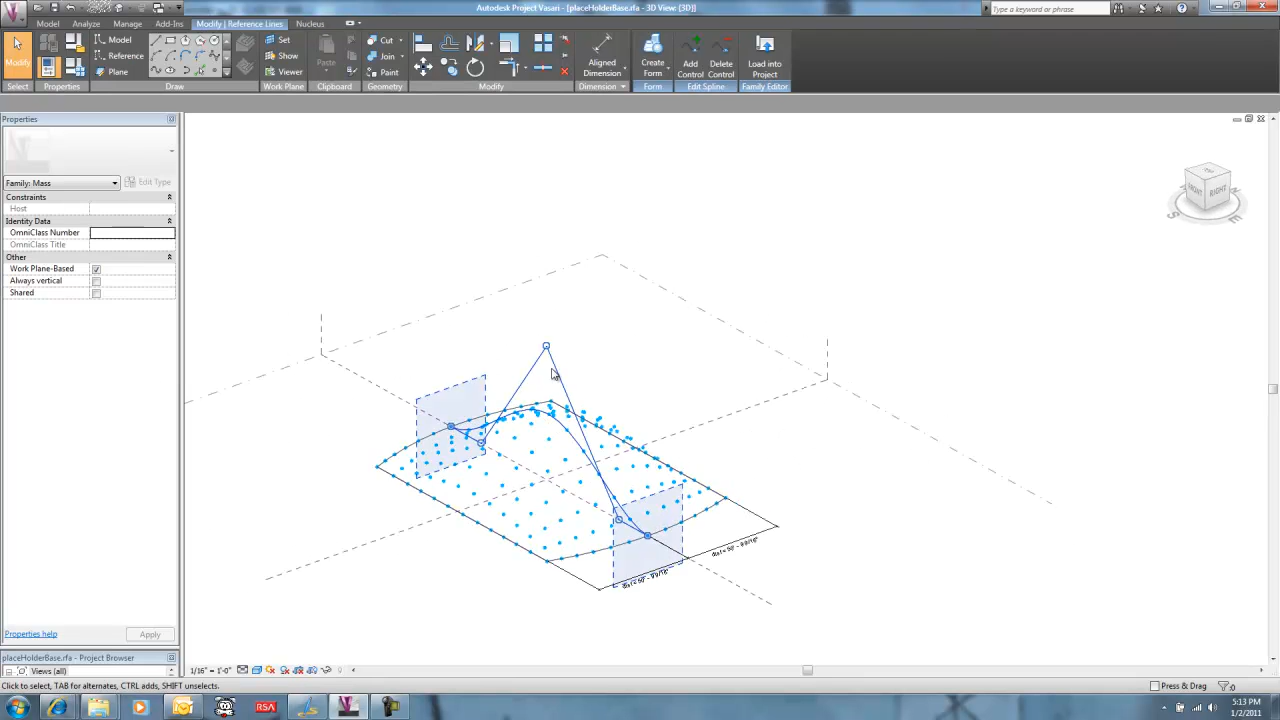 Autodesk Project Vasari - [placeHolderBase.rfa - 3D View: {3D}]
Type a keyword or phrase
Home Analyze Manage Add-Ins Modify | Reference Lines Nucleus
Modify
Model
Reference
Plane
Set
Show
Viewer
Paste
Cut
Join
Paint
Aligned Dimension
Create Form
Add Control
Delete Control
Load into Project
Select Properties Draw Work Plane Clipboard Geometry Modify Dimension Form Edit Spline Family Editor
Properties
Family: Mass
Edit Type
Constraints
Host
Identity Data
OmniClass Number
OmniClass Title
Other
Work Plane-Based
Always vertical
Shared
TOP
FRONT RIGHT
S E
Properties help
Apply
placeHolderBase.rfa - Project Browser
Views (all)
1/16" = 1'-0"
Click to select, TAB for alternates, CTRL adds, SHIFT unselects.
Press & Drag
:0
RSA
5:13 PM
1/2/2011